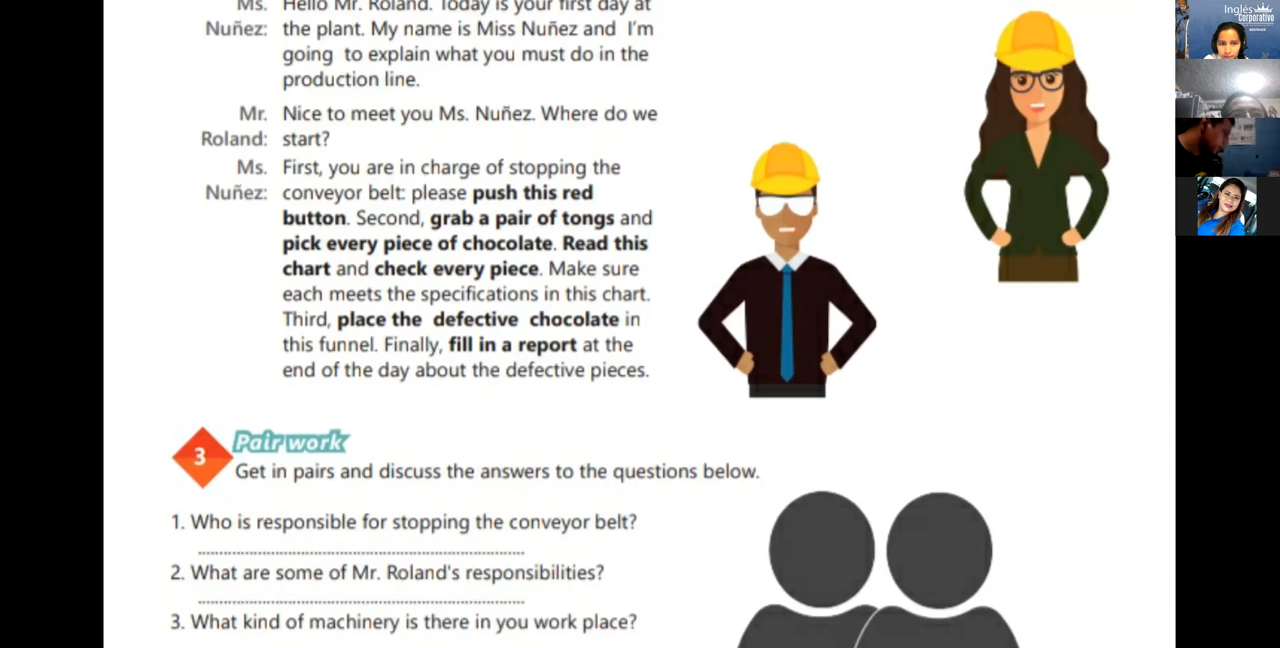 Ms. Hello Mr. Roland. Today is your first day at
Nuñez: the plant. My name is Miss Nuñez and I'm
going to explain what you must do in the
production line.
Mr. Nice to meet you Ms. Nuñez. Where do we
Roland: start?
Ms. First, you are in charge of stopping the
Nuñez: conveyor belt: please push this red
button. Second, grab a pair of tongs and
pick every piece of chocolate. Read this
chart and check every piece. Make sure
each meets the specifications in this chart.
Third, place the defective chocolate in
this funnel. Finally, fill in a report at the
end of the day about the defective pieces.
3 Pair work
Get in pairs and discuss the answers to the questions below.
1. Who is responsible for stopping the conveyor belt?
2. What are some of Mr. Roland's responsibilities?
3. What kind of machinery is there in you work place?
Inglés
Corporativo